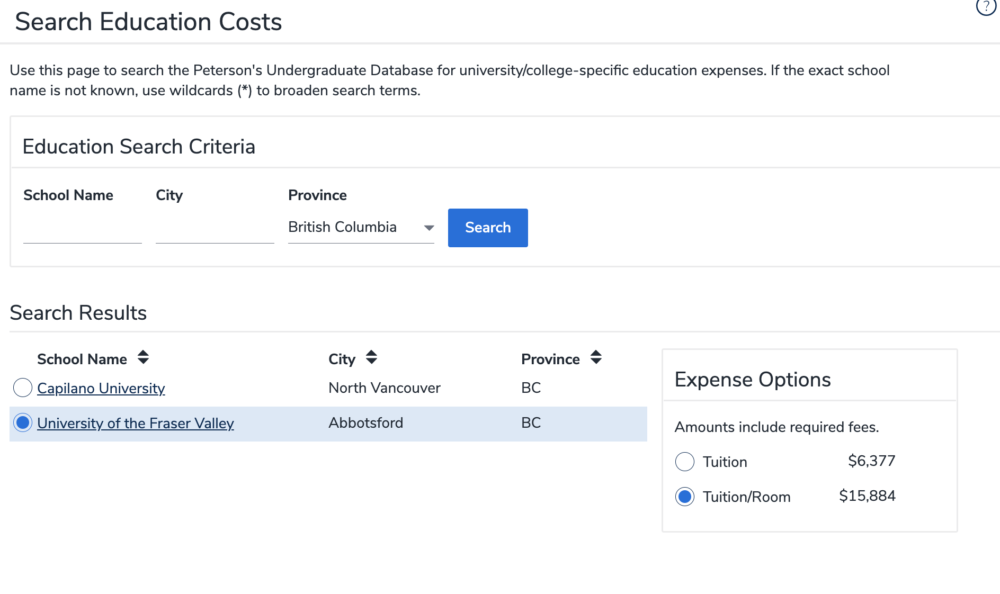 Search Education Costs
?
Use this page to search the Peterson's Undergraduate Database for university/college-specific education expenses. If the exact school
name is not known, use wildcards (*) to broaden search terms.
Education Search Criteria
School Name City Province
British Columbia Search
Search Results
School Name City Province
Capilano University North Vancouver BC
University of the Fraser Valley Abbotsford BC
Expense Options
Amounts include required fees.
Tuition $6,377
Tuition/Room $15,884